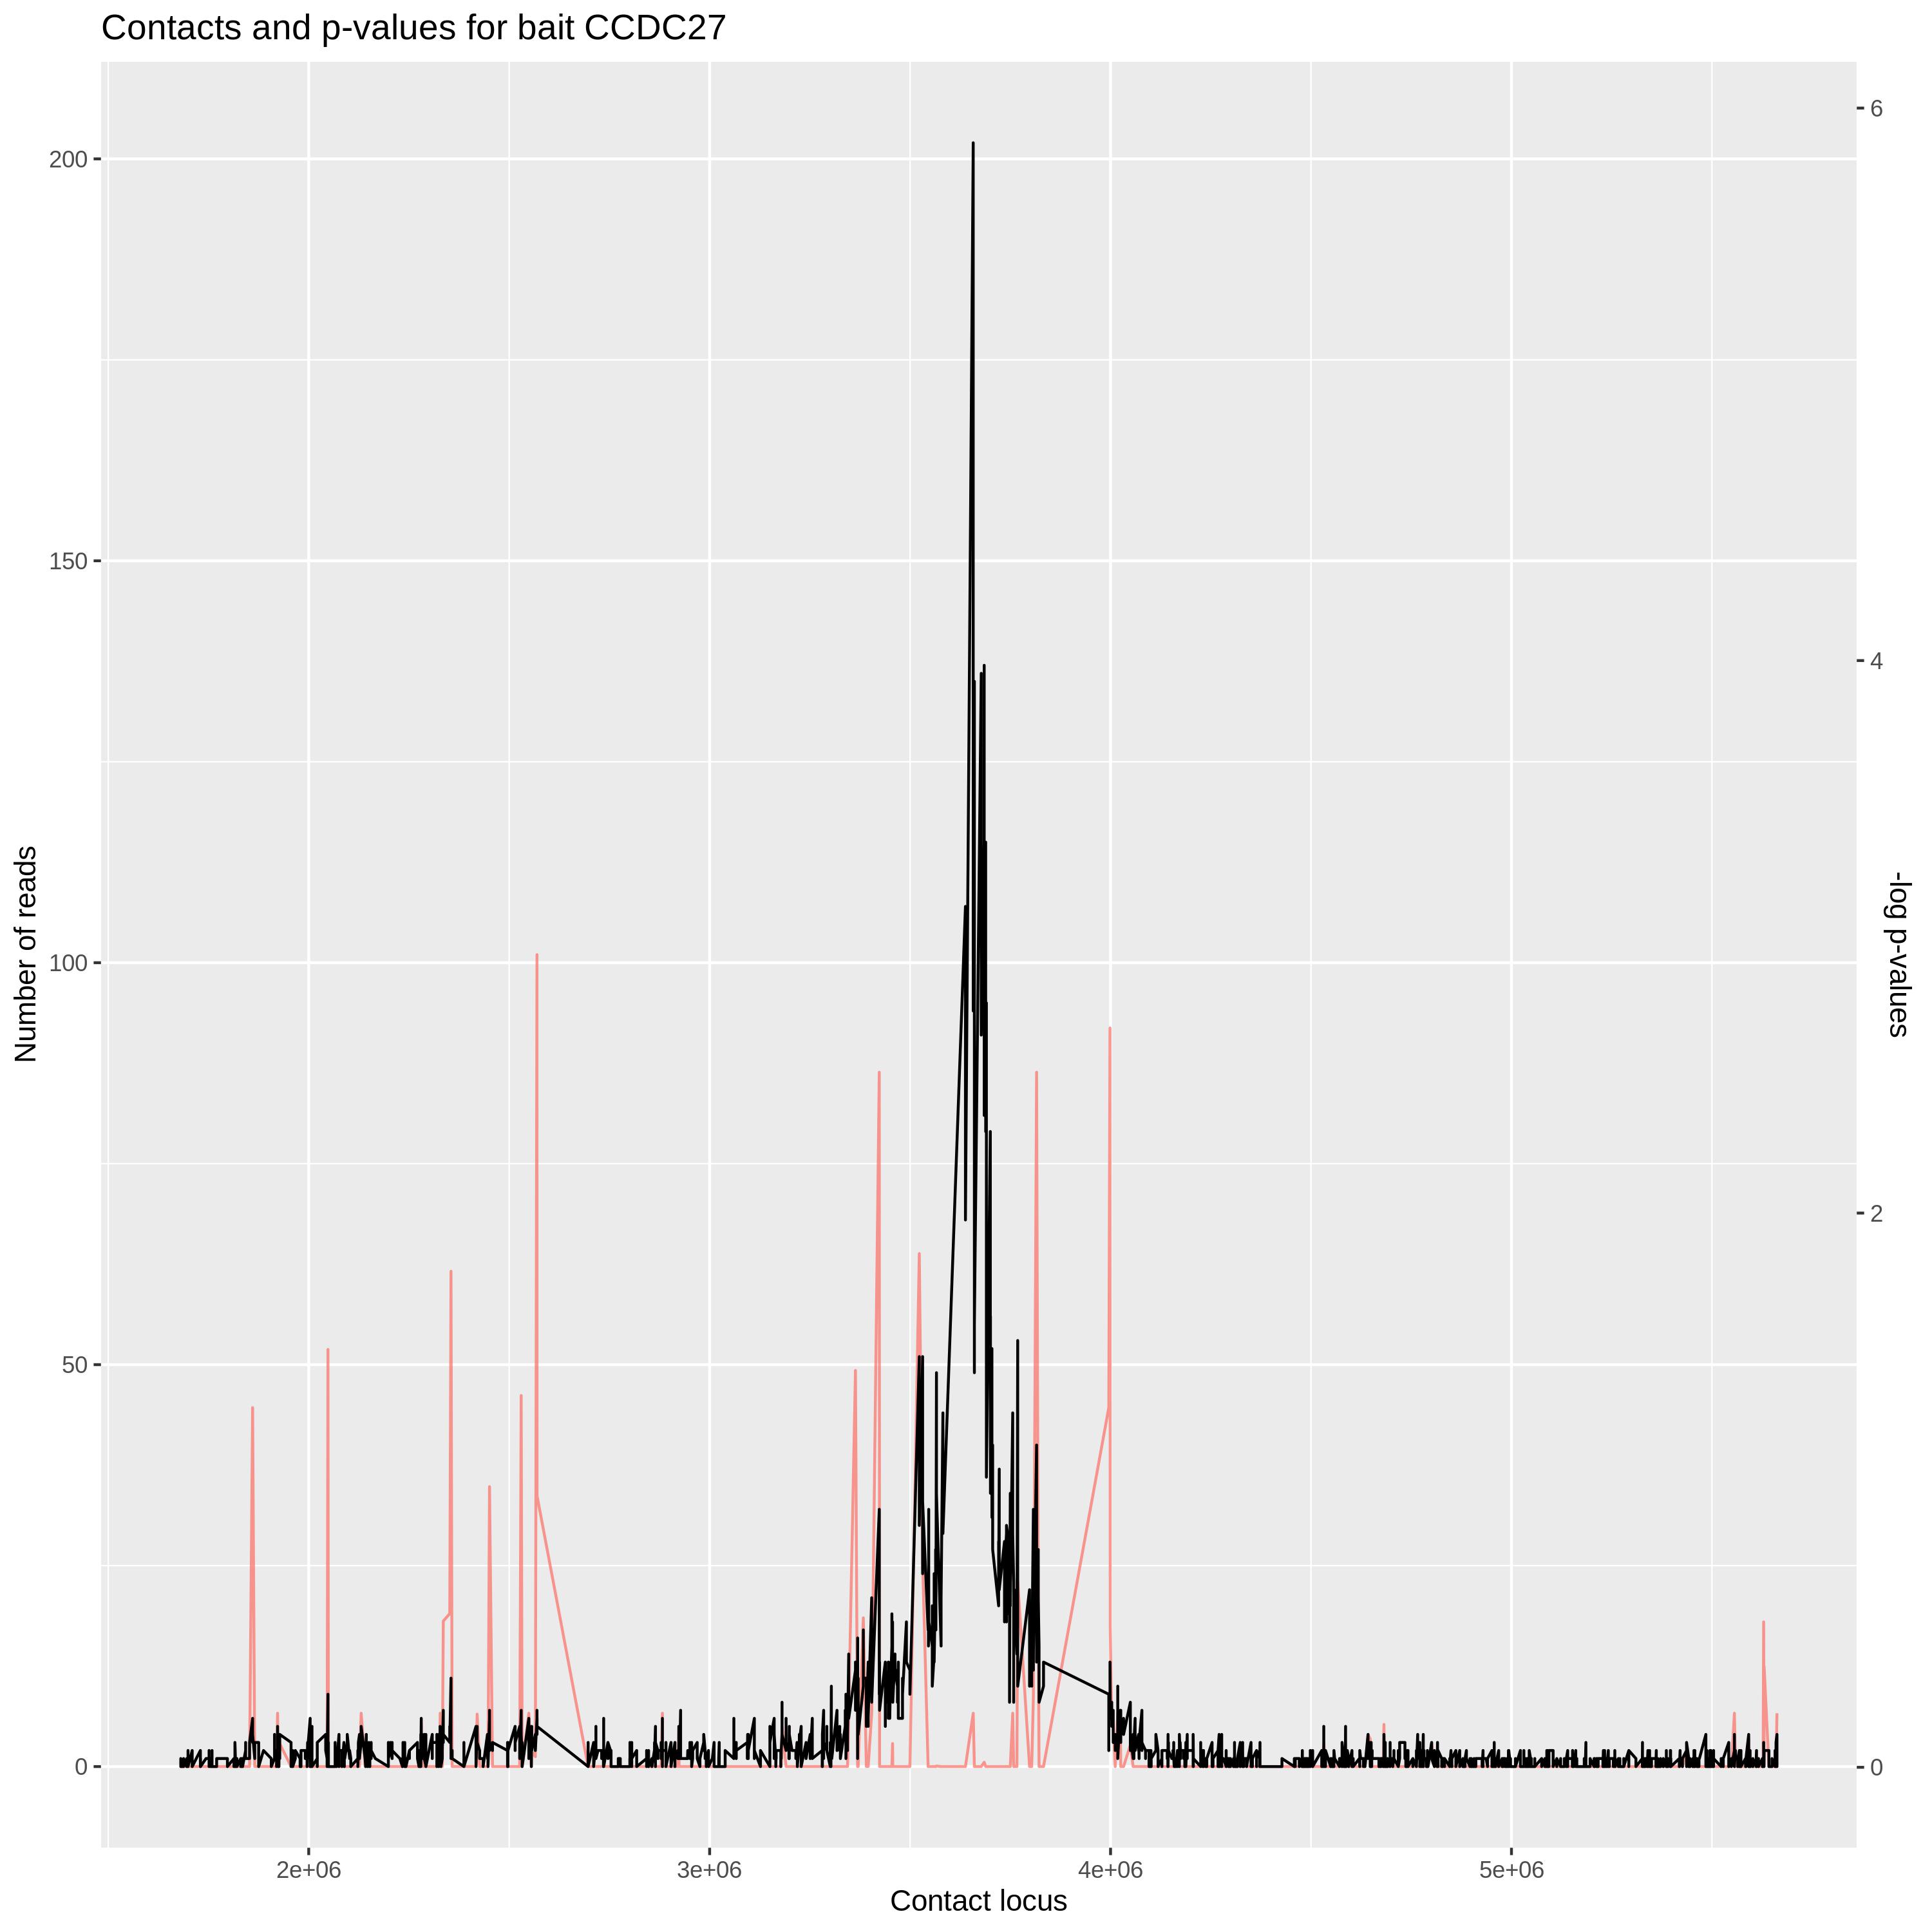 Contacts and p-values for bait CCDC27
Number of reads
200
150
100
50
0
6
4
2
0
-log p-values
2e+06
3e+06
4e+06
5e+06
Contact locus